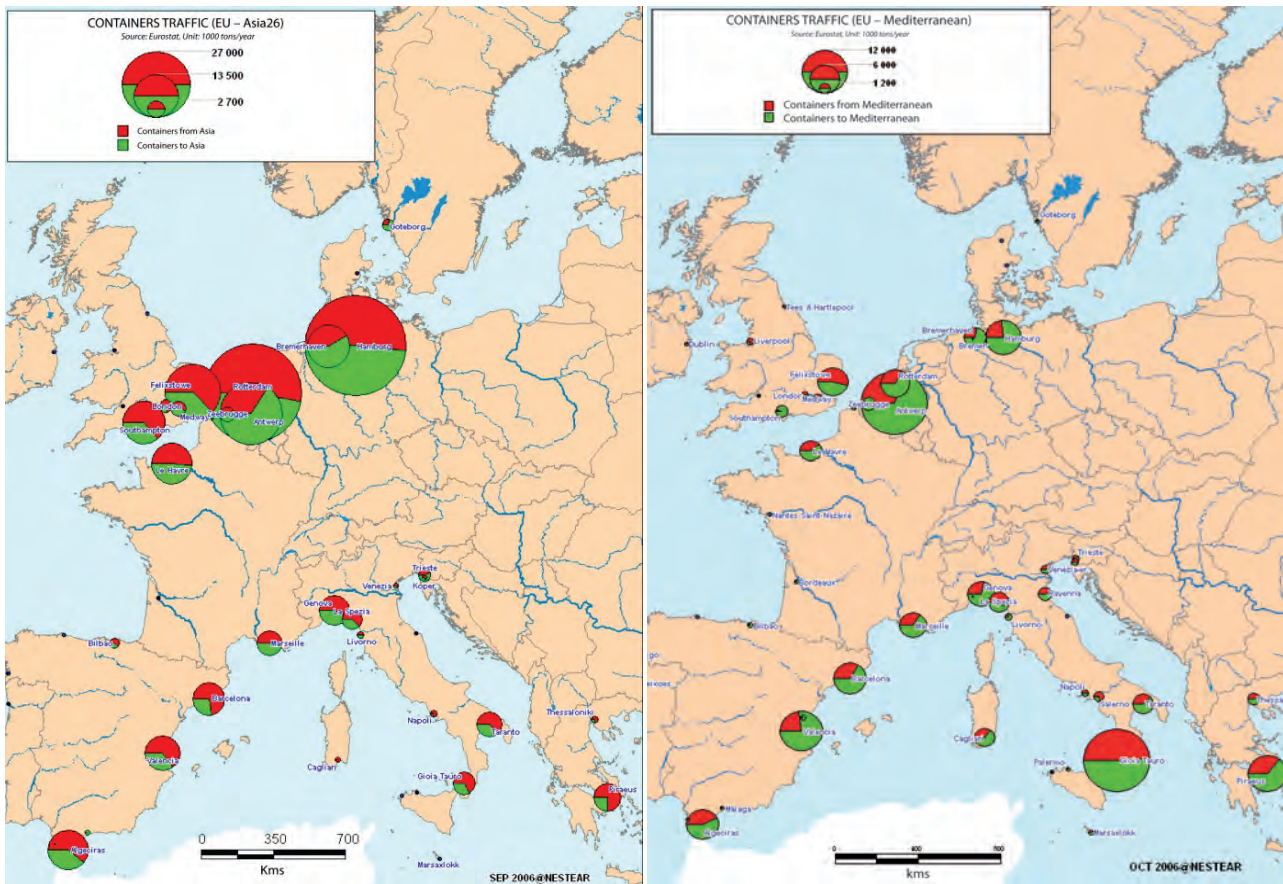 CONTAINERS TRAFFIC (EU – Asia26)
Source: Eurostat, Unit: 1000 tons/year
27 000
13 500
2 700
Containers from Asia
Containers to Asia
Goteborg
Bremerhaven
Hamborg
Felixstowe
Rotterdam
London
Medway
Zeebrugge
Antwerp
Southampton
Le Havre
Trieste
Venezia
Koper
Genova
La Spezia
Livorno
Marseille
Bilbao
Barcelona
Napoli
Thessaloniki
Taranto
Valencia
Cagliari
Gioia Tauro
Piraeus
Algeciras
Marsaxlokk
0 350 700
Kms
SEP 2006@NESTEAR
CONTAINERS TRAFFIC (EU – Mediterranean)
Source: Eurostat, Unit: 1000 tons/year
12 000
6 000
1 200
Containers from Mediterranean
Containers to Mediterranean
Goteborg
Tees & Hartlepool
Dublin
Liverpool
Bremerhaven
Bremen
Hamburg
Felixstowe
Rotterdam
London
Medway
Zeebrugge
Antwerp
Southampton
Le Havre
Nantes-Saint-Nazaire
Bordeaux
Trieste
Ravenna
Genova
La Spezia
Livorno
Marseille
Bilbao
Barcelona
Napoli
Salerno
Taranto
Valencia
Cagliari
Palermo
Gioia Tauro
Piraeus
Malaga
Algeciras
Marsaxlokk
kms
OCT 2006@NESTEAR